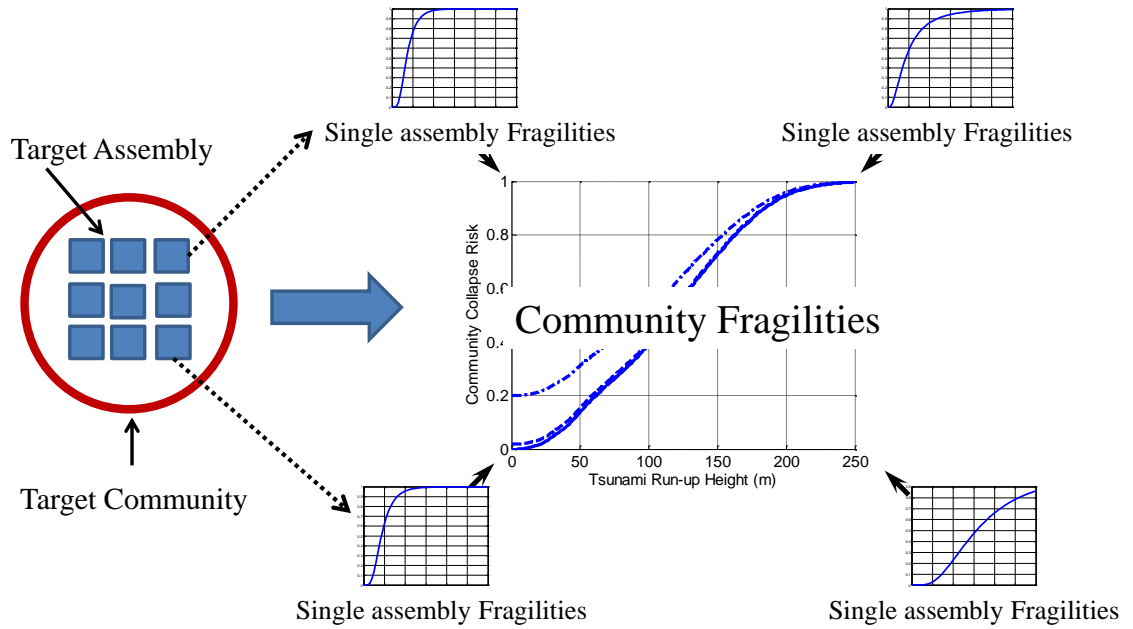 Single assembly Fragilities
Single assembly Fragilities
Target Assembly
Target Community
Community Collapse Risk
1
0.8
0.6
Community Fragilities
0.4
0.2
0
0 50 100 150 200 250
Tsunami Run-up Height (m)
Single assembly Fragilities
Single assembly Fragilities